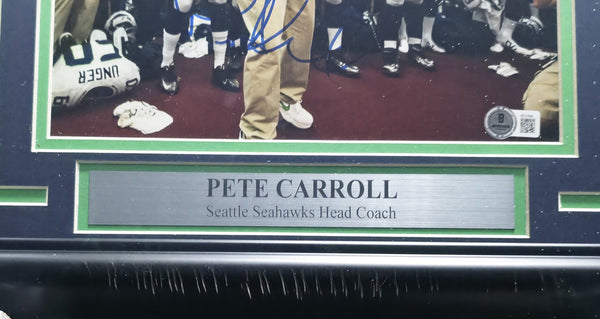 UNGER
PETE CARROLL
Seattle Seahawks Head Coach